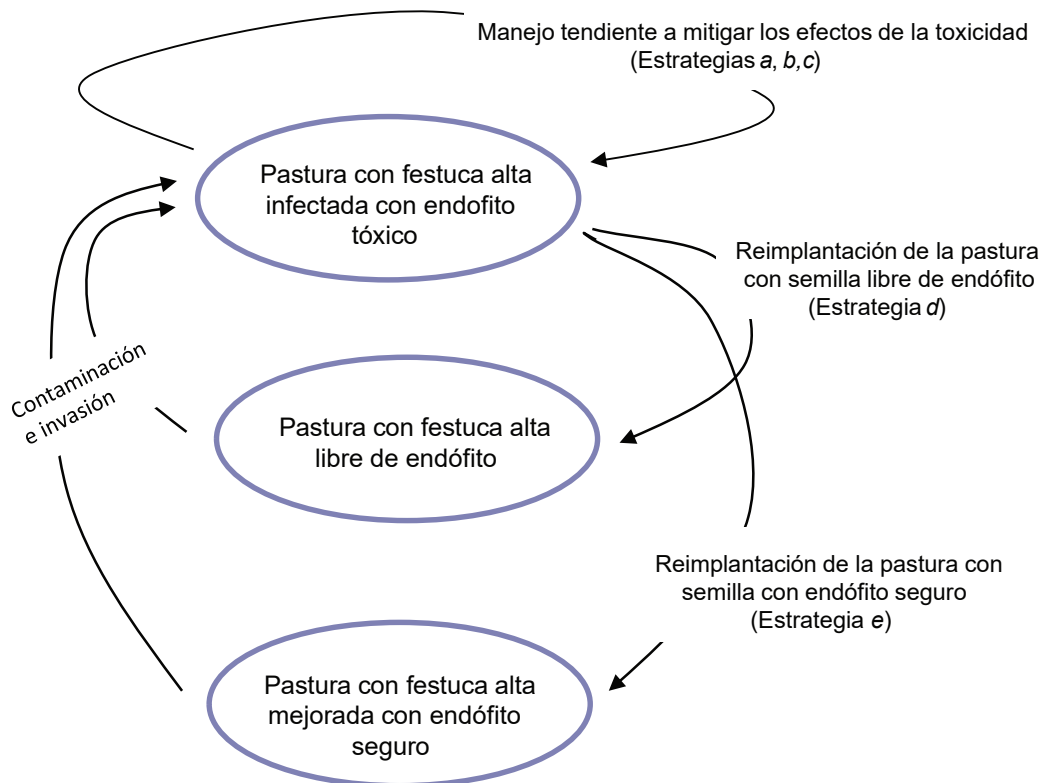 Manejo tendiente a mitigar los efectos de la toxicidad
(Estrategias a, b,c)
Pastura con festuca alta
infectada con endofito
tóxico
Reimplantación de la pastura
con semilla libre de endófito
(Estrategia d)
Contaminación
e invasión
Pastura con festuca alta
libre de endófito
Reimplantación de la pastura con
semilla con endófito seguro
(Estrategia e)
Pastura con festuca alta
mejorada con endófito
seguro